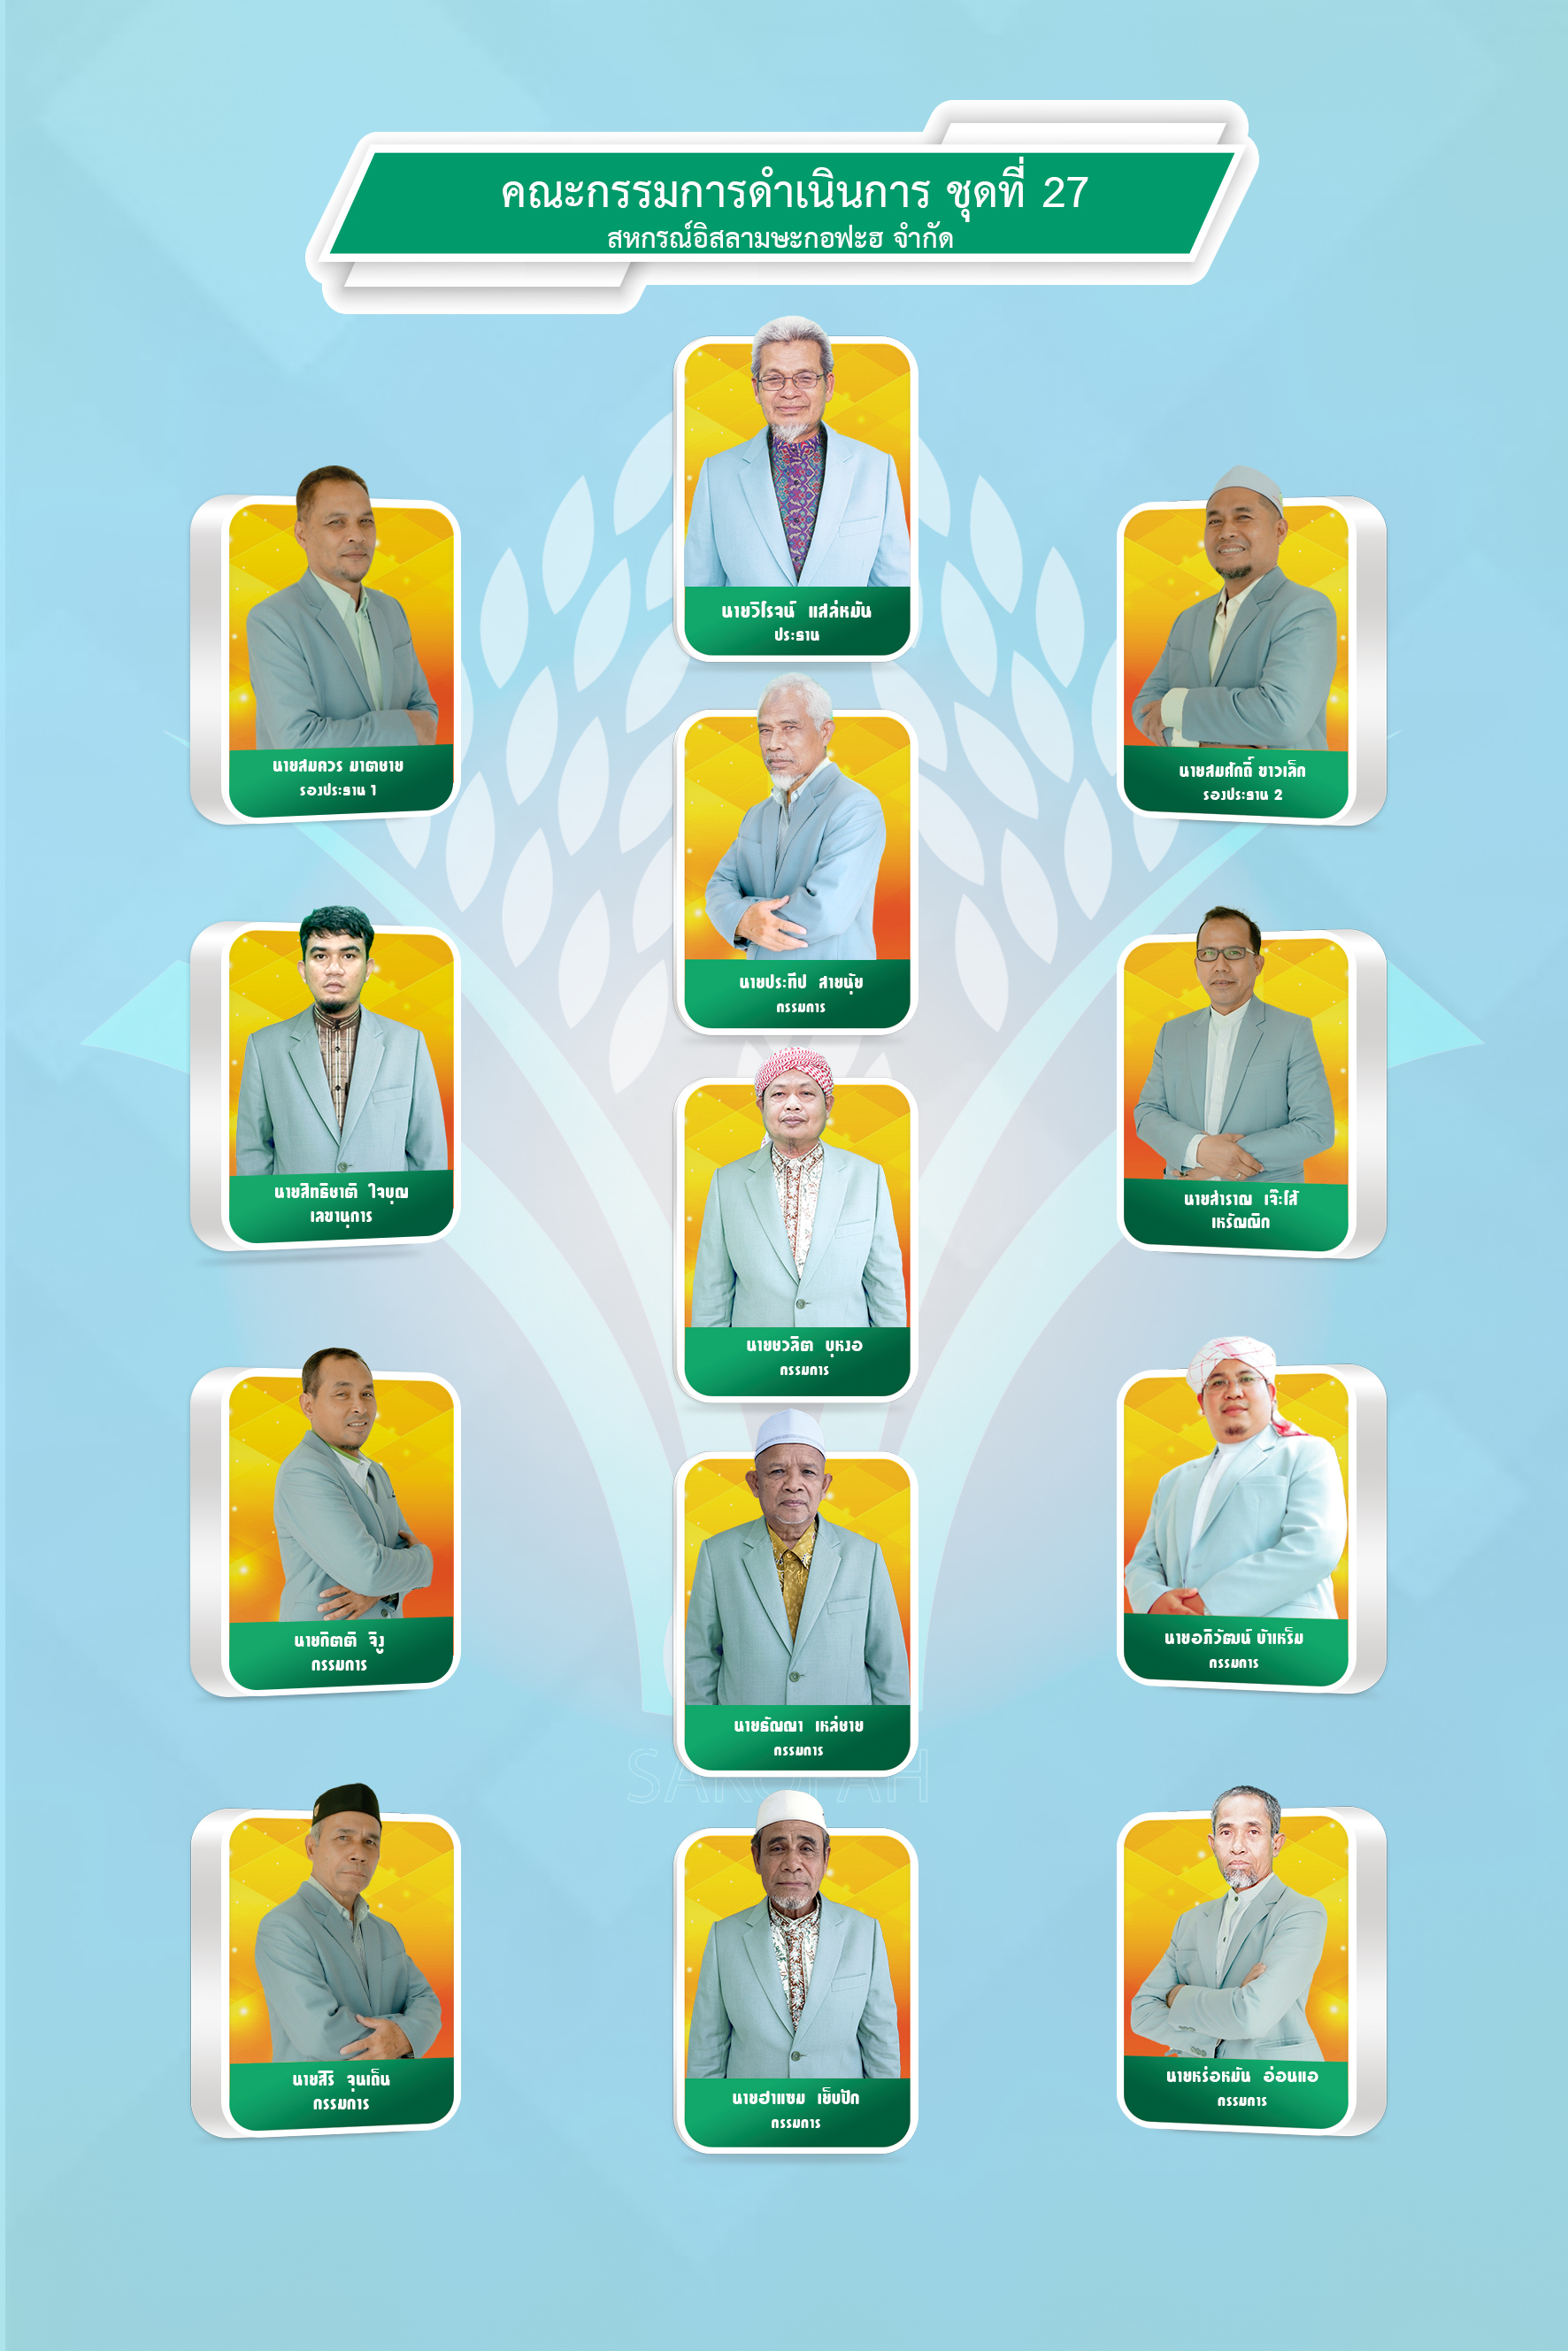 คณะกรรมการดำเนินการ ชุดที่ 27
สหกรณ์อิสลามษะกอฟะฮ จำกัด
นายวิโรจน์ แสล่หมัน
ประธาน
นายสมควร มาตชาย
รองประธาน 1
นายสมศักดิ์ ขาวเล็ก
รองประธาน 2
นายประทีป สายนุ้ย
กรรมการ
นายสิทธิชาติ ใจบุญ
เลขานุการ
นายสำราญ เจ๊ะโส้
เหรัญญิก
นายชวลิต บุหงอ
กรรมการ
นายกิตติ จิงู
กรรมการ
นายอภิวัฒน์ บ้าเหร็ม
กรรมการ
นายธัญญา เหล่ชาย
กรรมการ
SAKOFAH
นายสิริ จุนเด็น
กรรมการ
นายฮาแซม เย็บปัก
กรรมการ
นายหร่อหมัน อ่อนแอ
กรรมการ